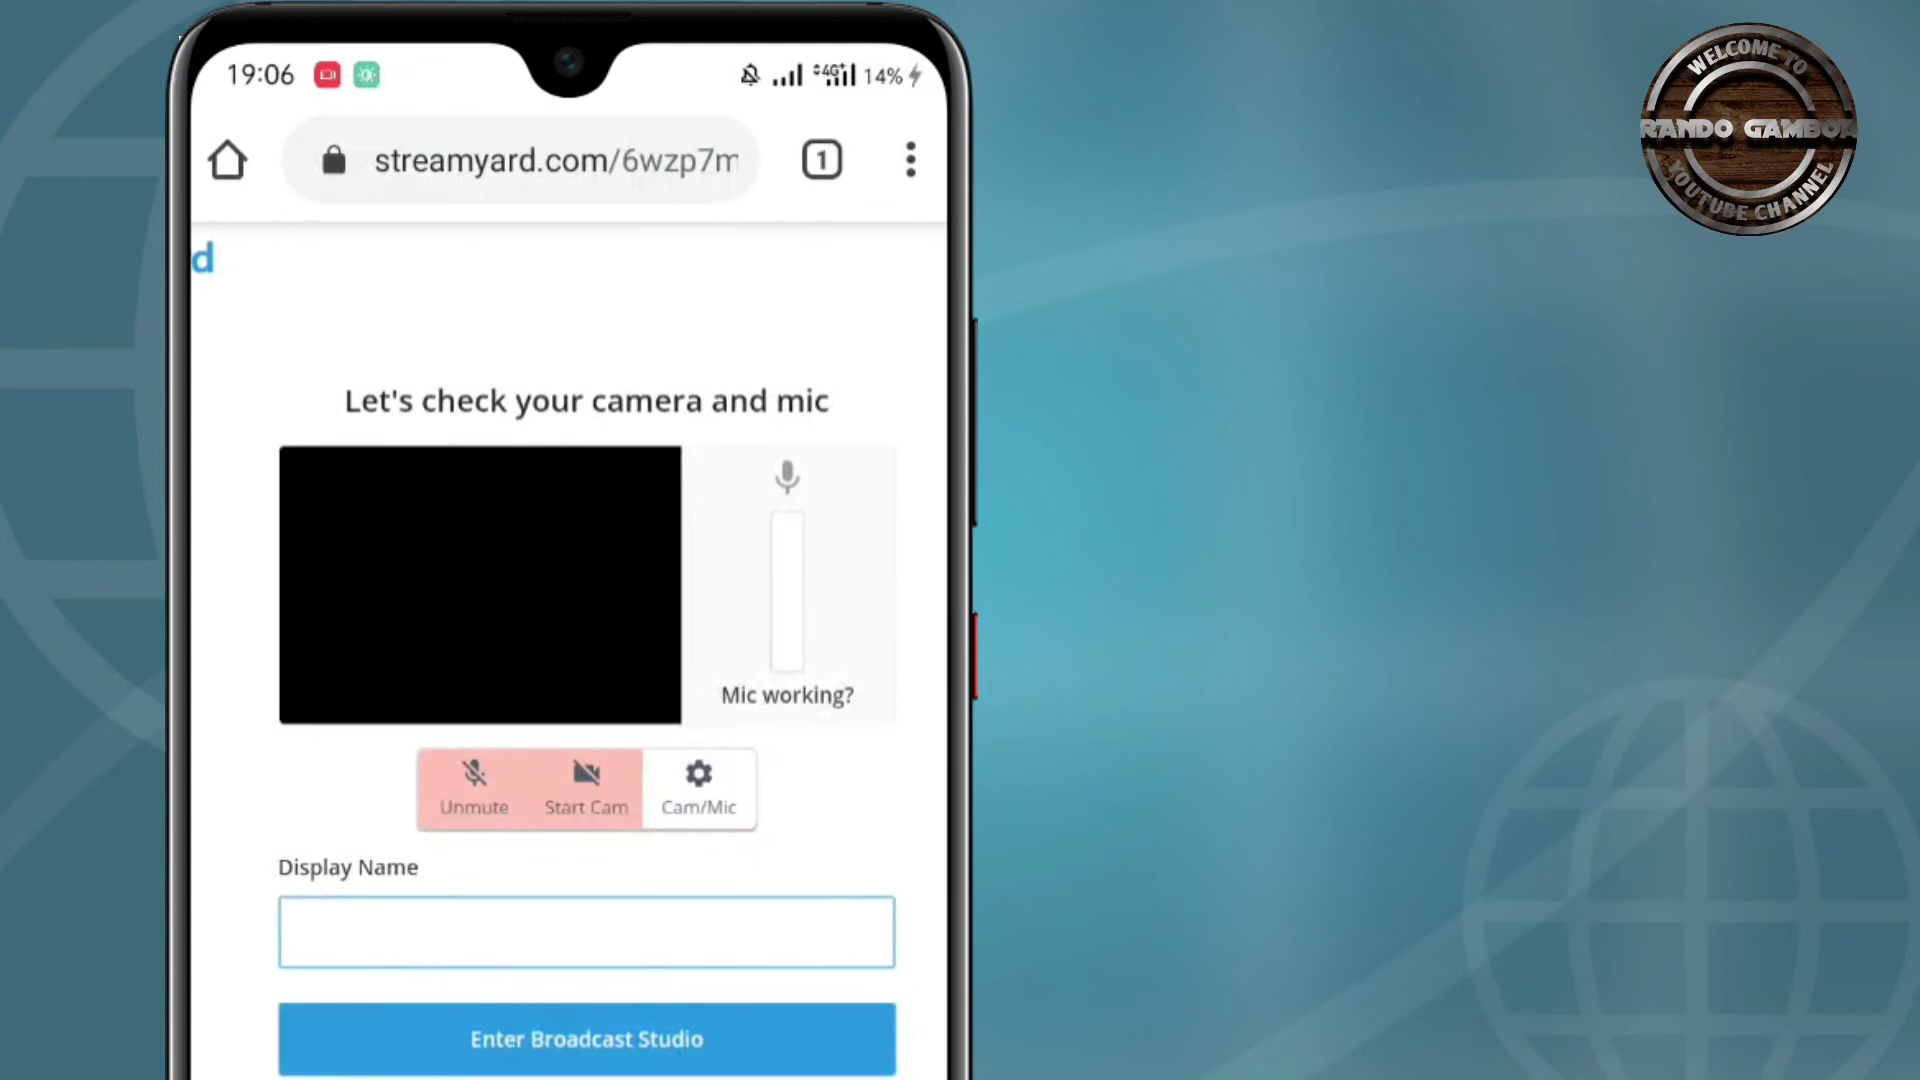 19:06
4G+ 14%
streamyard.com/6wzp7m
1
d
Let's check your camera and mic
Mic working?
Unmute Start Cam Cam/Mic
Display Name
Enter Broadcast Studio
WELCOME TO
RANDO GAMBOA
YOUTUBE CHANNEL